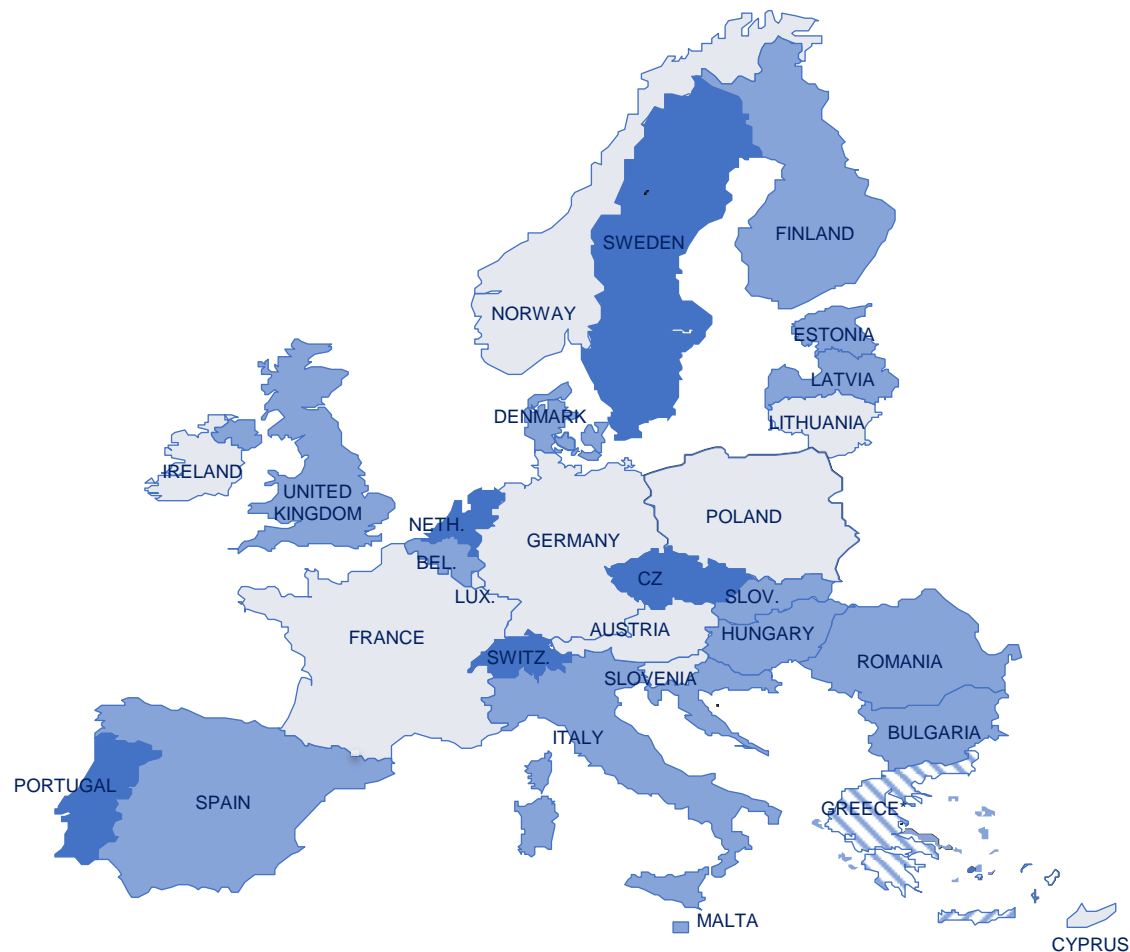 FINLAND
SWEDEN
NORWAY
ESTONIA
LATVIA
DENMARK
LITHUANIA
IRELAND
UNITED
KINGDOM
POLAND
NETH.
GERMANY
BEL.
CZ
LUX.
SLOV.
AUSTRIA
HUNGARY
FRANCE
SWITZ.
ROMANIA
SLOVENIA
BULGARIA
ITALY
PORTUGAL
SPAIN
GREECE*
MALTA
CYPRUS